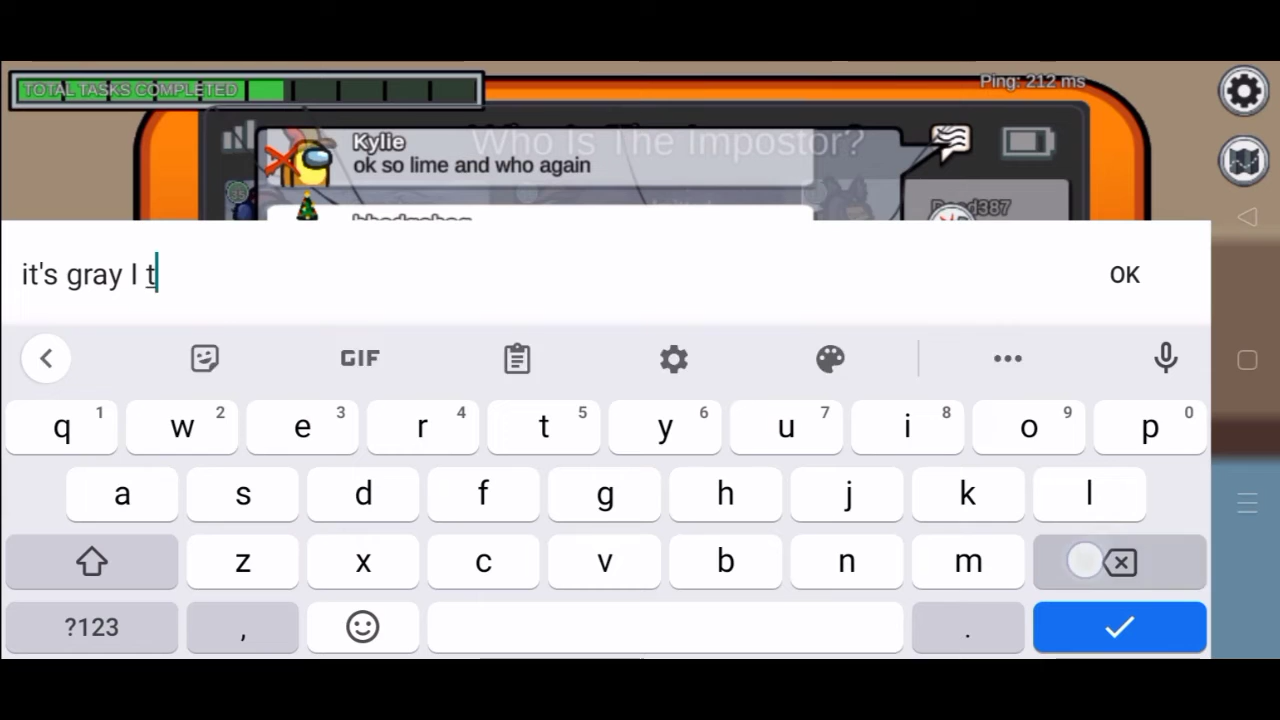 TOTAL TASKS COMPLETED
Ping: 212 ms
Who Is The Impostor?
Kylie
ok so lime and who again
it's gray I t
OK
GIF
q 1 w 2 e 3 r 4 t 5 y 6 u 7 i 8 o 9 p 0
a s d f g h j k l
z x c v b n m
?123 , .